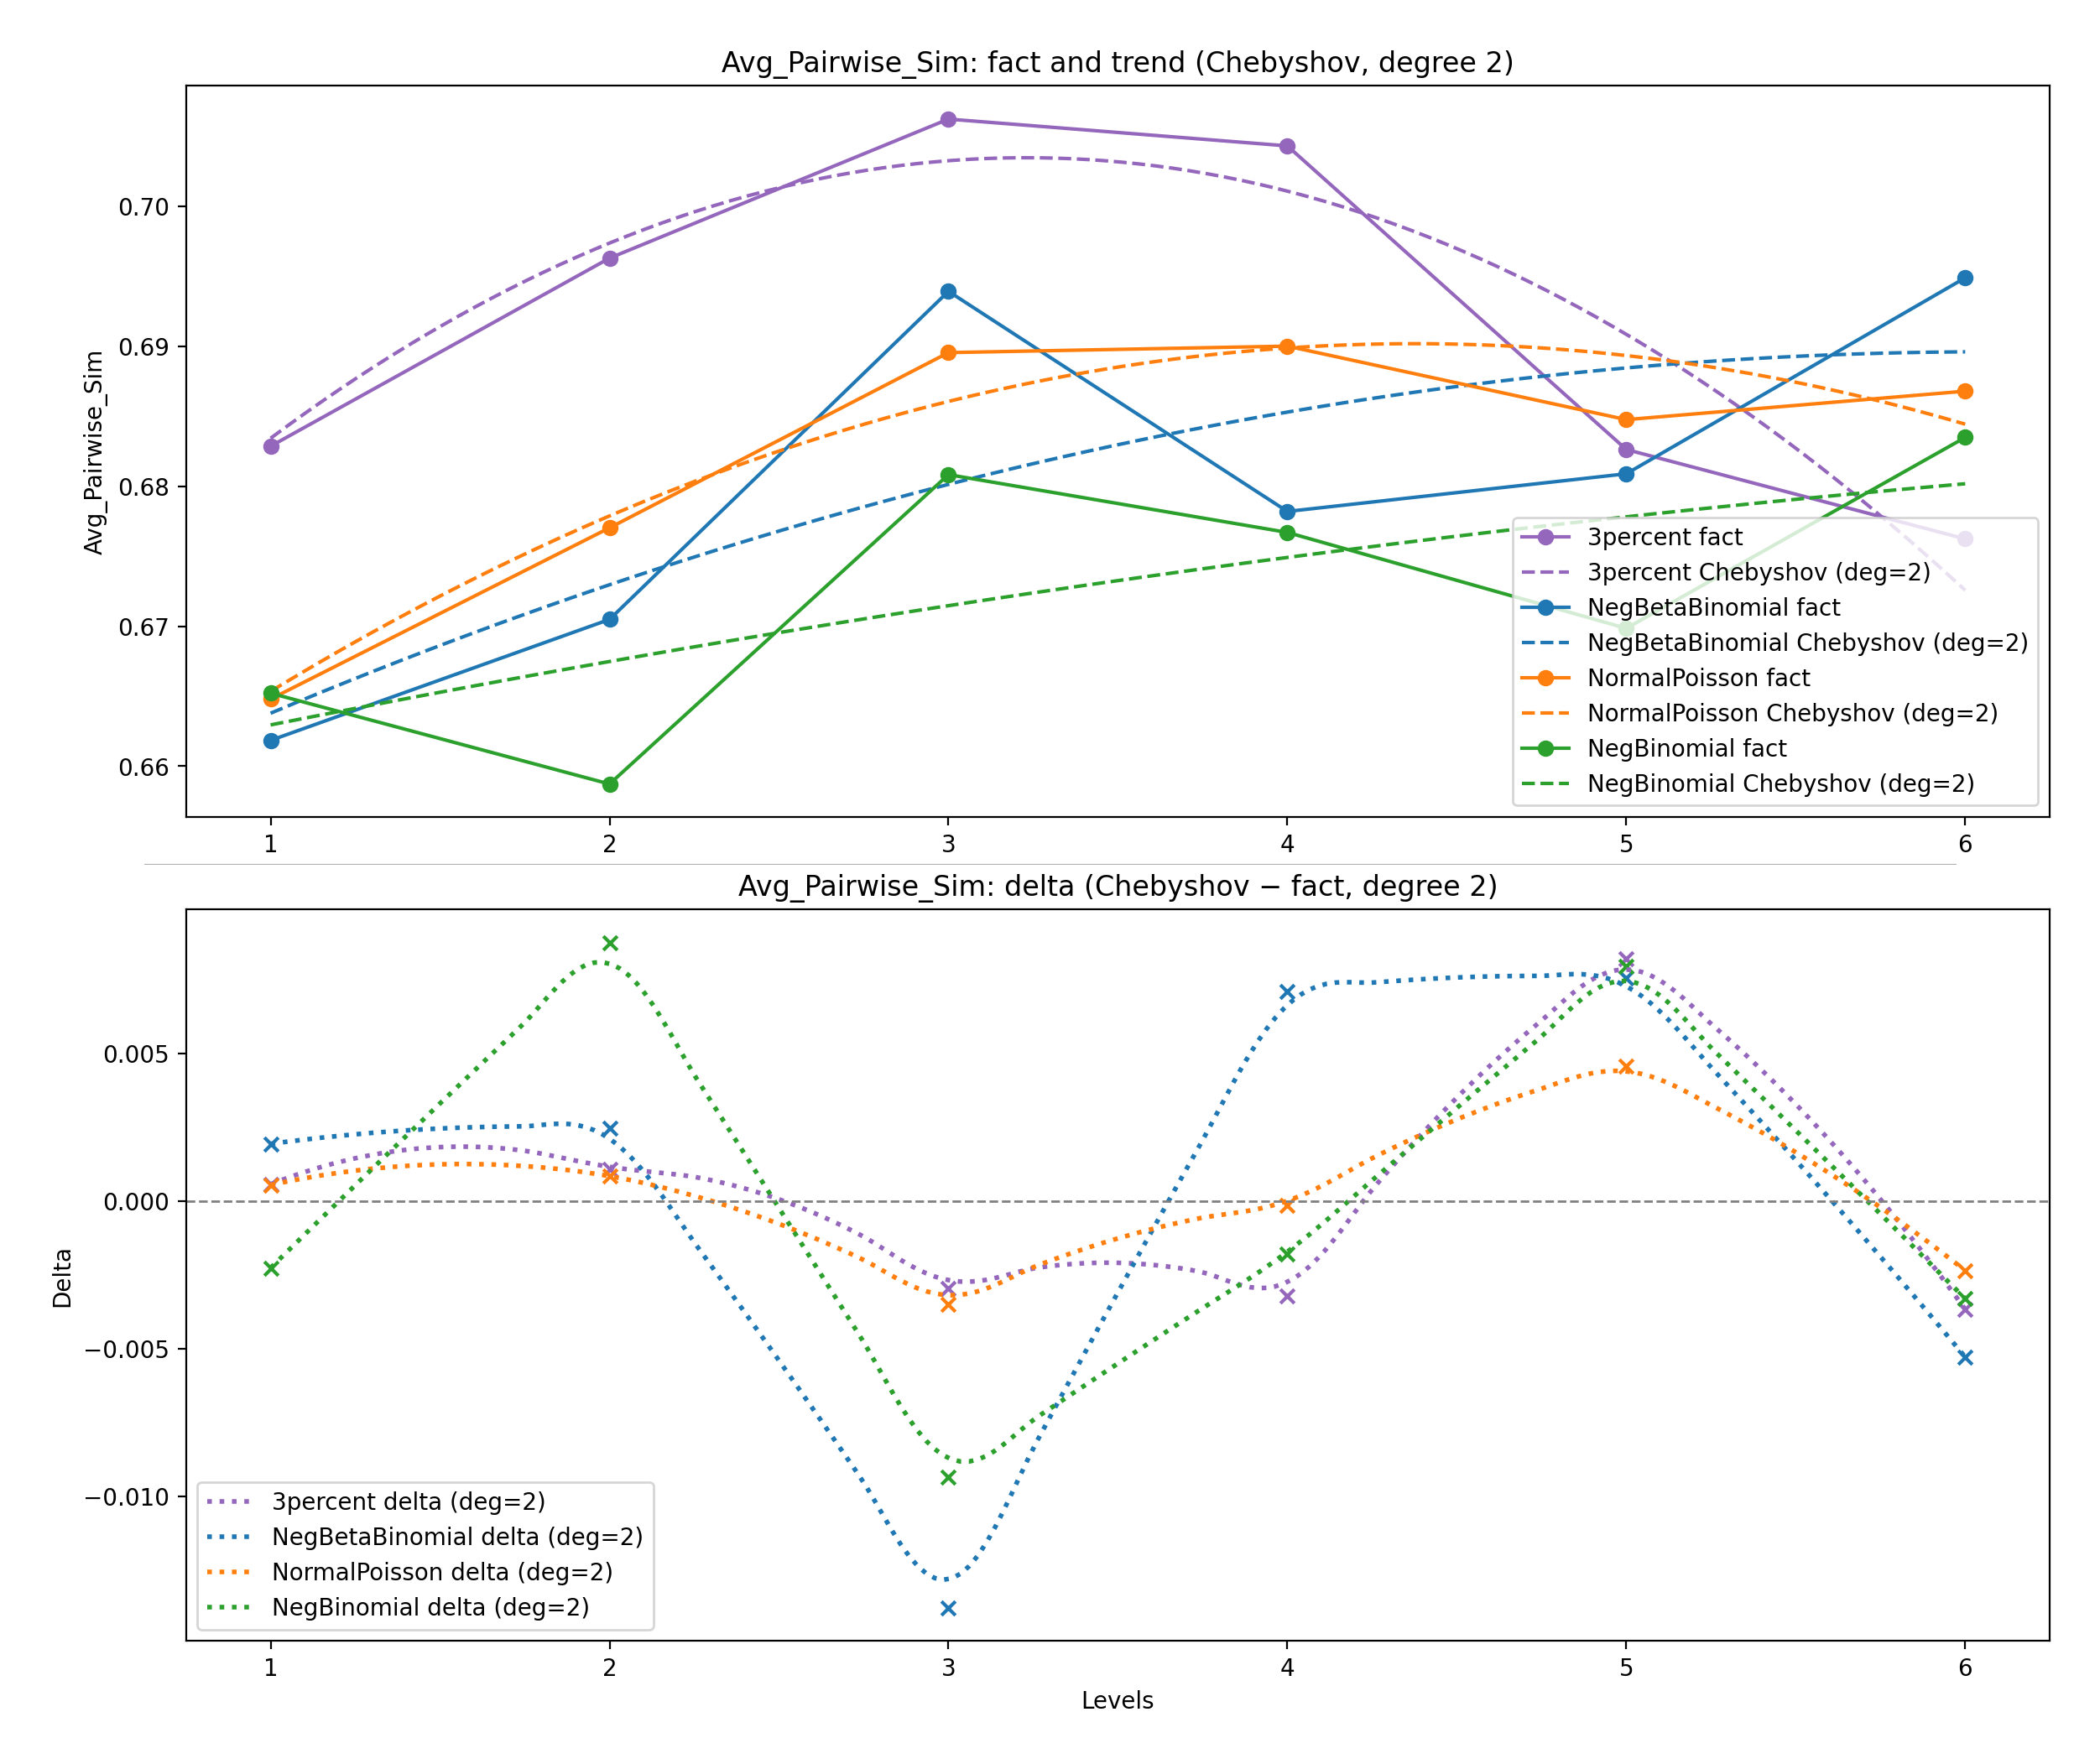 Avg_Pairwise_Sim: fact and trend (Chebyshov, degree 2)
Avg_Pairwise_Sim
0.70
0.69
0.68
0.67
0.66
3percent fact
3percent Chebyshov (deg=2)
NegBetaBinomial fact
NegBetaBinomial Chebyshov (deg=2)
NormalPoisson fact
NormalPoisson Chebyshov (deg=2)
NegBinomial fact
NegBinomial Chebyshov (deg=2)
1 2 3 4 5 6
Avg_Pairwise_Sim: delta (Chebyshov − fact, degree 2)
Delta
0.005
0.000
−0.005
−0.010
3percent delta (deg=2)
NegBetaBinomial delta (deg=2)
NormalPoisson delta (deg=2)
NegBinomial delta (deg=2)
1 2 3 4 5 6
Levels